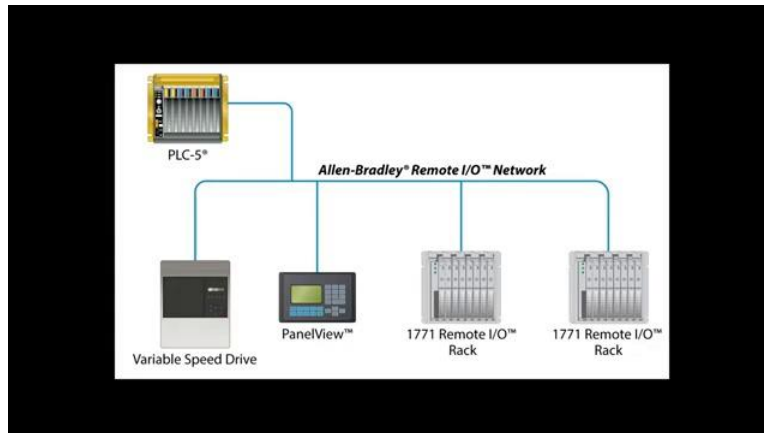 PLC-5®
Allen-Bradley® Remote I/O™ Network
Variable Speed Drive
PanelView™
1771 Remote I/O™
Rack
1771 Remote I/O™
Rack